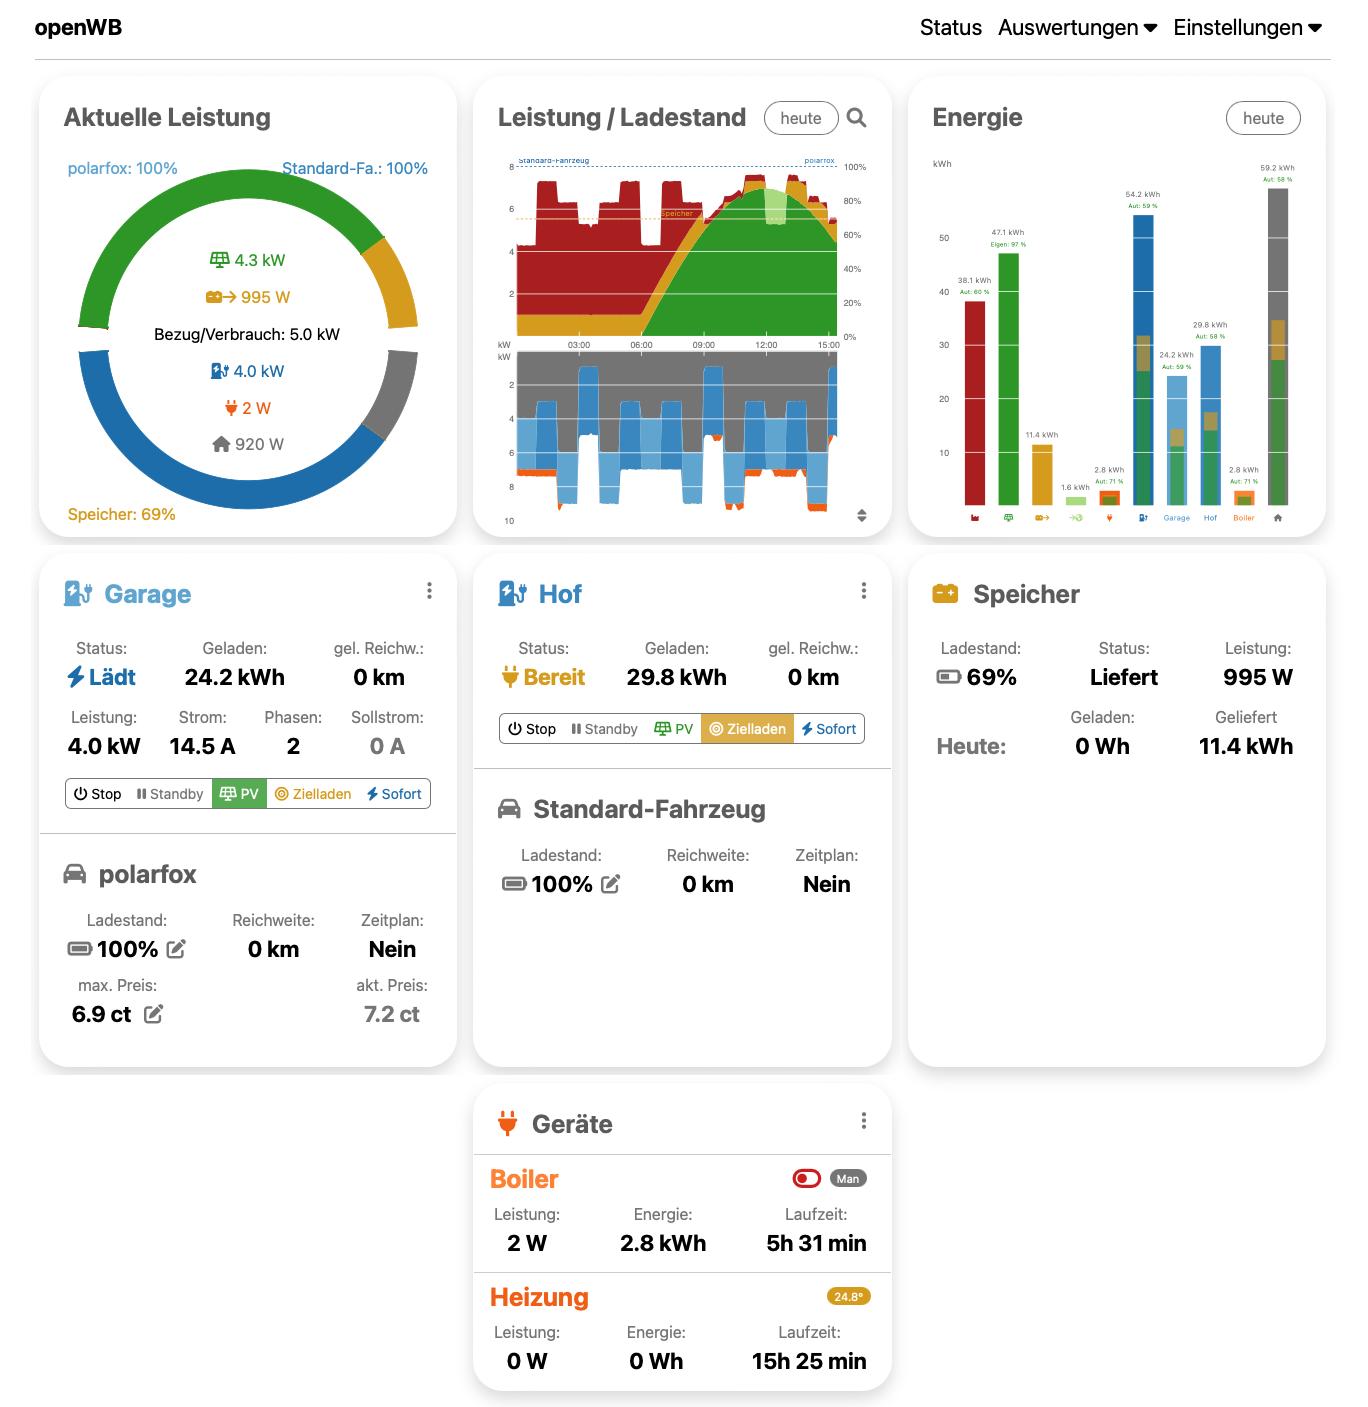 openWB
Status Auswertungen Einstellungen
Aktuelle Leistung
polarfox: 100% Standard-Fa.: 100%
4.3 kW
995 W
Bezug/Verbrauch: 5.0 kW
4.0 kW
2 W
920 W
Speicher: 69%
Leistung / Ladestand heute
Standard-Fahrzeug polarfox
Speicher
8
6
4
2
100%
80%
60%
40%
20%
0%
kW 03:00 06:00 09:00 12:00 15:00
kW
2
4
6
8
10
Energie heute
kWh
50
40
30
20
10
38.1 kWh
Aut: 60 %
47.1 kWh
Eigen: 97 %
11.4 kWh
1.6 kWh
2.8 kWh
Aut: 71 %
54.2 kWh
Aut: 59 %
24.2 kWh
Aut: 59 %
29.8 kWh
Aut: 58 %
2.8 kWh
Aut: 71 %
59.2 kWh
Aut: 58 %
Garage Hof Boiler
Garage
Status: Geladen: gel. Reichw.:
Lädt 24.2 kWh 0 km
Leistung: Strom: Phasen: Sollstrom:
4.0 kW 14.5 A 2 0 A
Stop Standby PV Zielladen Sofort
polarfox
Ladestand: Reichweite: Zeitplan:
100% 0 km Nein
max. Preis: akt. Preis:
6.9 ct 7.2 ct
Hof
Status: Geladen: gel. Reichw.:
Bereit 29.8 kWh 0 km
Stop Standby PV Zielladen Sofort
Standard-Fahrzeug
Ladestand: Reichweite: Zeitplan:
100% 0 km Nein
Speicher
Ladestand: Status: Leistung:
69% Liefert 995 W
Geladen: Geliefert
Heute: 0 Wh 11.4 kWh
Geräte
Boiler Man
Leistung: Energie: Laufzeit:
2 W 2.8 kWh 5h 31 min
Heizung 24.8°
Leistung: Energie: Laufzeit:
0 W 0 Wh 15h 25 min